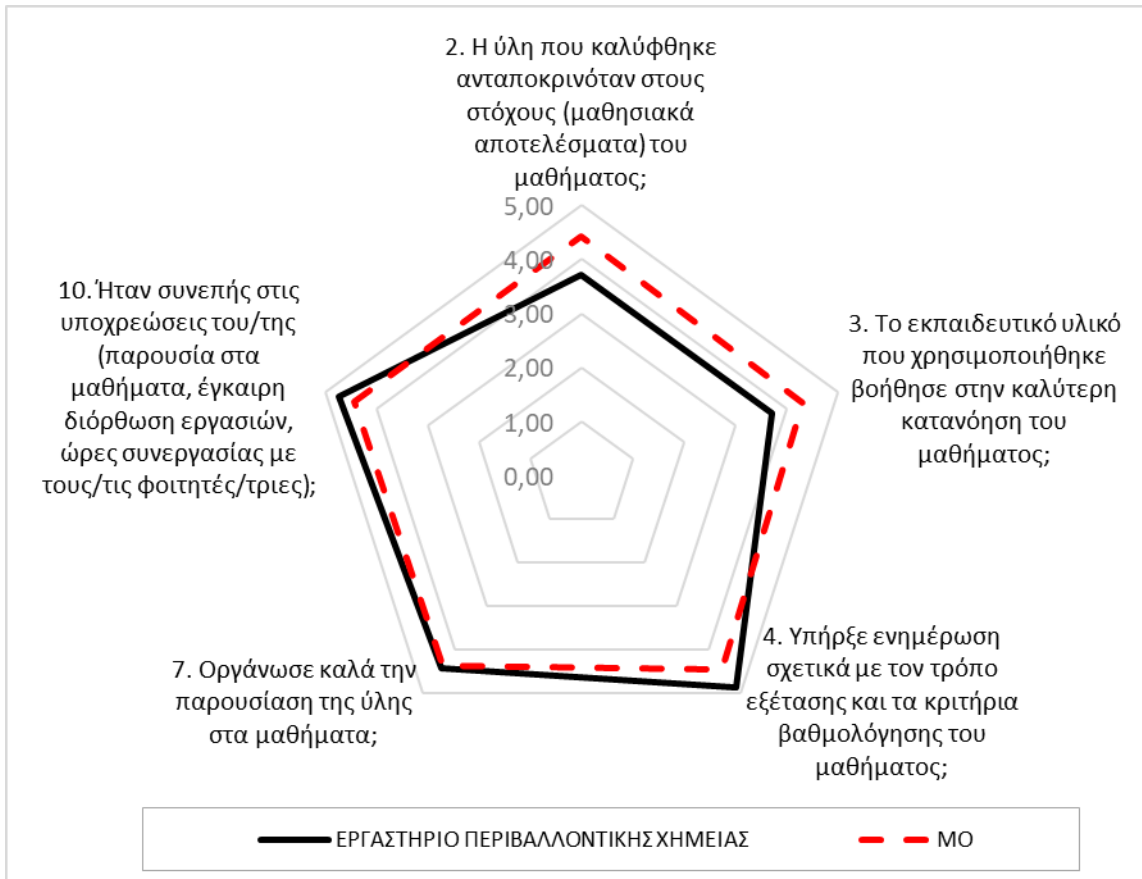 2. Η ύλη που καλύφθηκε
ανταποκρινόταν στους
στόχους (μαθησιακά
αποτελέσματα) του
μαθήματος;
5,00
4,00
3,00
2,00
1,00
0,00
3. Το εκπαιδευτικό υλικό
που χρησιμοποιήθηκε
βοήθησε στην καλύτερη
κατανόηση του
μαθήματος;
4. Υπήρξε ενημέρωση
σχετικά με τον τρόπο
εξέτασης και τα κριτήρια
βαθμολόγησης του
μαθήματος;
7. Οργάνωσε καλά την
παρουσίαση της ύλης
στα μαθήματα;
10. Ήταν συνεπής στις
υποχρεώσεις του/της
(παρουσία στα
μαθήματα, έγκαιρη
διόρθωση εργασιών,
ώρες συνεργασίας με
τους/τις φοιτητές/τριες);
ΕΡΓΑΣΤΗΡΙΟ ΠΕΡΙΒΑΛΛΟΝΤΙΚΗΣ ΧΗΜΕΙΑΣ
ΜΟ